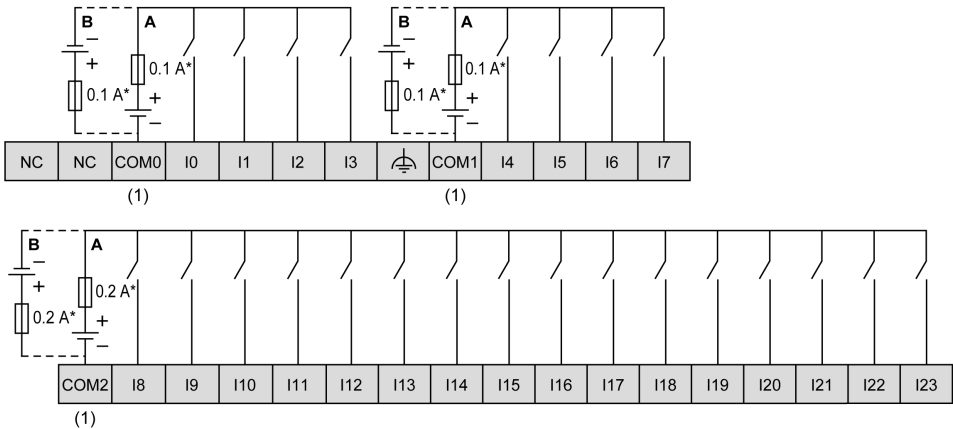 B A B A
− −
+ 0.1 A* + 0.1 A*
0.1 A* + 0.1 A* +
− −
NC NC COM0 I0 I1 I2 I3 COM1 I4 I5 I6 I7
(1) (1)
B A
−
+ 0.2 A*
0.2 A* +
−
COM2 I8 I9 I10 I11 I12 I13 I14 I15 I16 I17 I18 I19 I20 I21 I22 I23
(1)